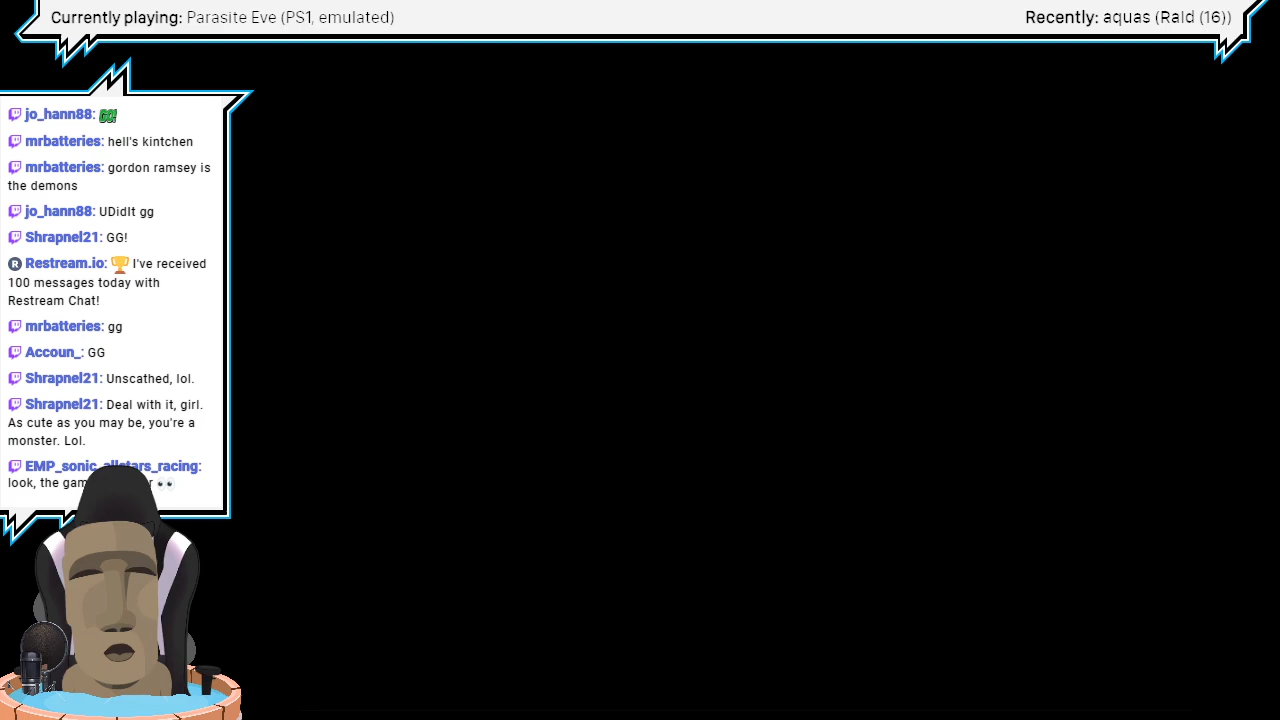 Currently playing: Parasite Eve (PS1, emulated)
Recently: aquas (Raid (16))
jo_hann88: GO!
mrbatteries: hell's kintchen
mrbatteries: gordon ramsey is
the demons
jo_hann88: UDidIt gg
Shrapnel21: GG!
R Restream.io: I've received
100 messages today with
Restream Chat!
mrbatteries: gg
Accoun_: GG
Shrapnel21: Unscathed, lol.
Shrapnel21: Deal with it, girl.
As cute as you may be, you're a
monster. Lol.
EMP_sonic_allstars_racing:
look, the